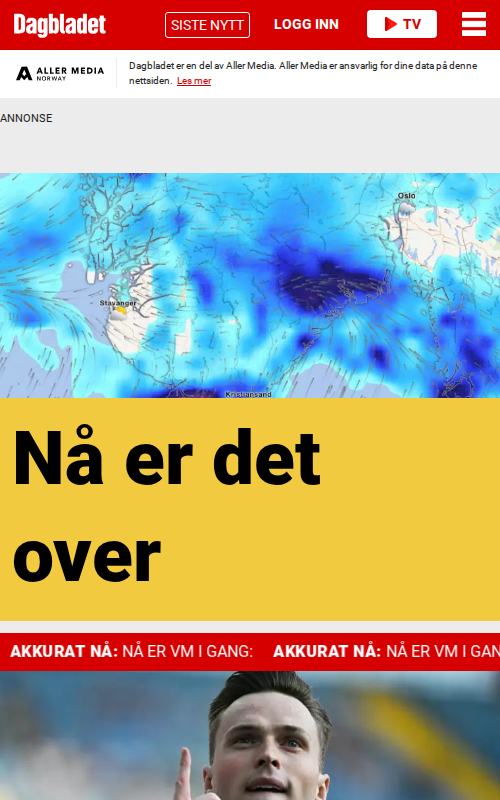 Dagbladet SISTE NYTT LOGG INN TV
ALLER MEDIA
NORWAY
Dagbladet er en del av Aller Media. Aller Media er ansvarlig for dine data på denne
nettsiden. Les mer
ANNONSE
Oslo
Stavanger
Kristiansand
Nå er det
over
AKKURAT NÅ: NÅ ER VM I GANG: AKKURAT NÅ: NÅ ER VM I GAN